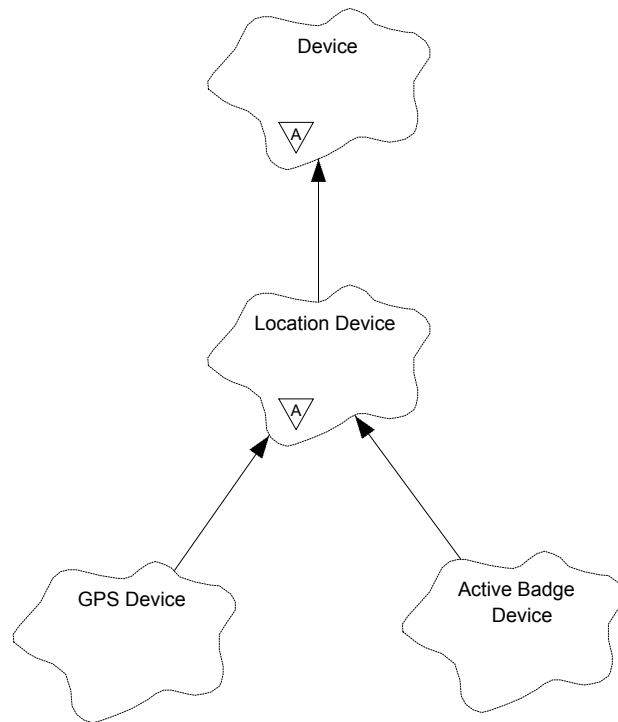 Device
A
Location Device
A
GPS Device
Active Badge
Device